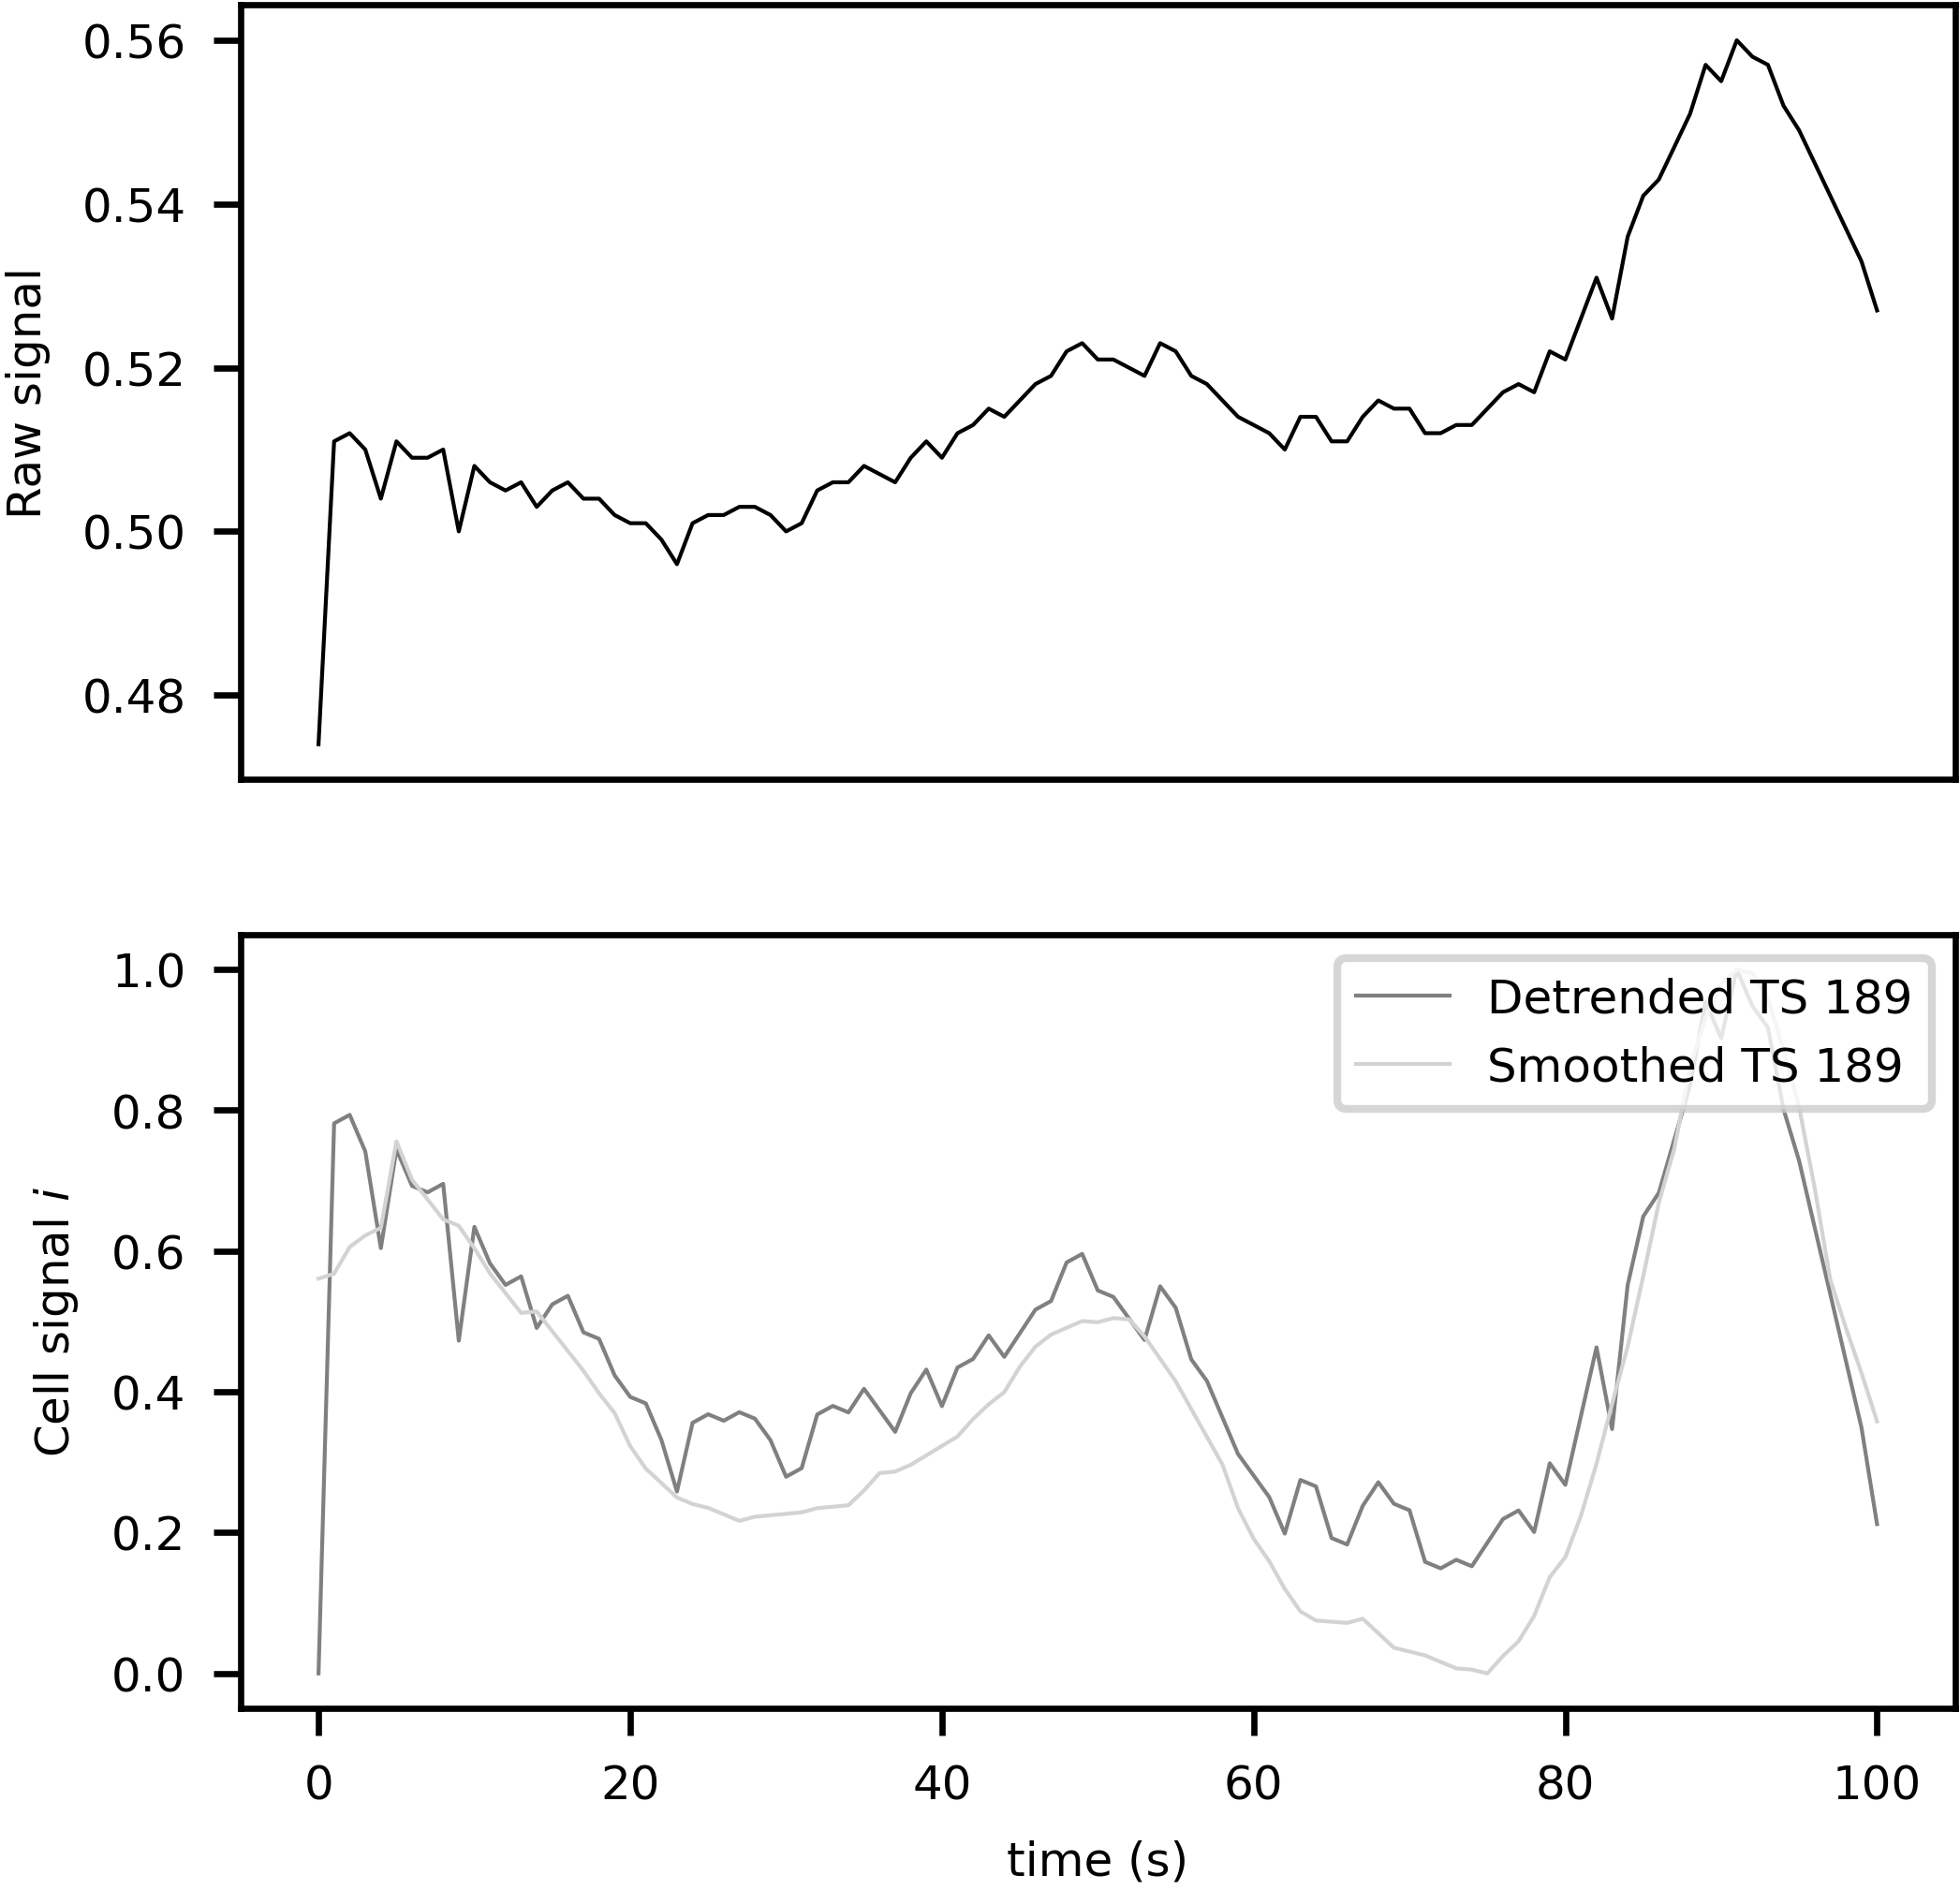 Raw signal
0.56
0.54
0.52
0.50
0.48
Cell signal i
1.0
0.8
0.6
0.4
0.2
0.0
Detrended TS 189
Smoothed TS 189
0 20 40 60 80 100
time (s)